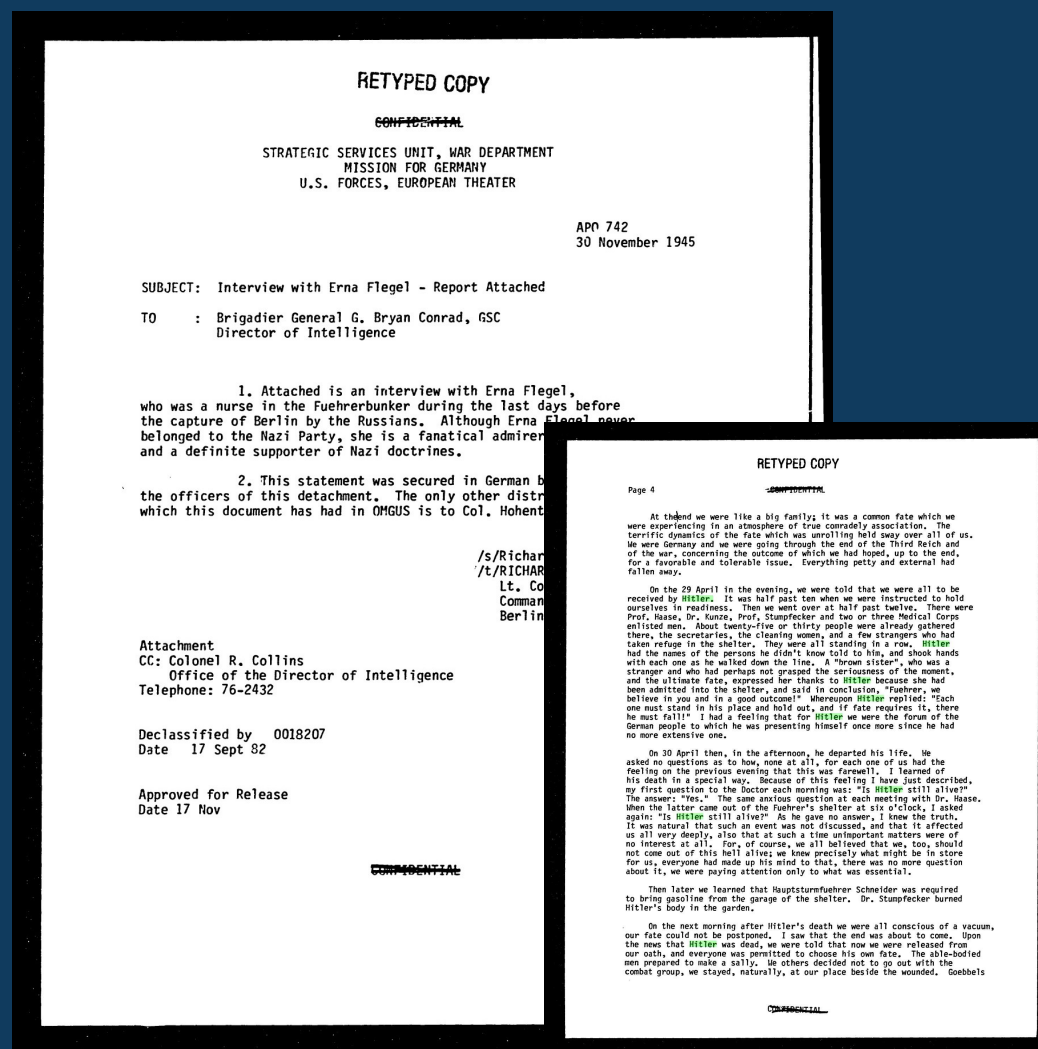 RETYPED COPY
CONFIDENTIAL
STRATEGIC SERVICES UNIT, WAR DEPARTMENT
MISSION FOR GERMANY
U.S. FORCES, EUROPEAN THEATER
APO 742
30 November 1945
SUBJECT: Interview with Erna Flegel - Report Attached
TO : Brigadier General G. Bryan Conrad, GSC
Director of Intelligence
1. Attached is an interview with Erna Flegel,
who was a nurse in the Fuehrerbunker during the last days before
the capture of Berlin by the Russians. Although Erna Flegel never
belonged to the Nazi Party, she is a fanatical admirer
and a definite supporter of Nazi doctrines.
2. This statement was secured in German b
the officers of this detachment. The only other distr
which this document has had in OMGUS is to Col. Hohent
/s/Richar
/t/RICHAR
Lt. Co
Comman
Berlin
Attachment
CC: Colonel R. Collins
Office of the Director of Intelligence
Telephone: 76-2432
Declassified by 0018207
Date 17 Sept 82
Approved for Release
Date 17 Nov
CONFIDENTIAL
RETYPED COPY
Page 4 CONFIDENTIAL
At theend we were like a big family; it was a common fate which we
were experiencing in an atmosphere of true comradely association. The
terrific dynamics of the fate which was unrolling held sway over all of us.
We were Germany and we were going through the end of the Third Reich and
of the war, concerning the outcome of which we had hoped, up to the end,
for a favorable and tolerable issue. Everything petty and external had
fallen away.
On the 29 April in the evening, we were told that we were all to be
received by Hitler. It was half past ten when we were instructed to hold
ourselves in readiness. Then we went over at half past twelve. There were
Prof. Haase, Dr. Kunze, Prof, Stumpfecker and two or three Medical Corps
enlisted men. About twenty-five or thirty people were already gathered
there, the secretaries, the cleaning women, and a few strangers who had
taken refuge in the shelter. They were all standing in a row. Hitler
had the names of the persons he didn't know told to him, and shook hands
with each one as he walked down the line. A "brown sister", who was a
stranger and who had perhaps not grasped the seriousness of the moment,
and the ultimate fate, expressed her thanks to Hitler because she had
been admitted into the shelter, and said in conclusion, "Fuehrer, we
believe in you and in a good outcome!" Whereupon Hitler replied: "Each
one must stand in his place and hold out, and if fate requires it, there
he must fall!" I had a feeling that for Hitler we were the forum of the
German people to which he was presenting himself once more since he had
no more extensive one.
On 30 April then, in the afternoon, he departed his life. We
asked no questions as to how, none at all, for each one of us had the
feeling on the previous evening that this was farewell. I learned of
his death in a special way. Because of this feeling I have just described,
my first question to the Doctor each morning was: "Is Hitler still alive?"
The answer: "Yes." The same anxious question at each meeting with Dr. Haase.
When the latter came out of the Fuehrer's shelter at six o'clock, I asked
again: "Is Hitler still alive?" As he gave no answer, I knew the truth.
It was natural that such an event was not discussed, and that it affected
us all very deeply, also that at such a time unimportant matters were of
no interest at all. For, of course, we all believed that we, too, should
not come out of this hell alive; we knew precisely what might be in store
for us, everyone had made up his mind to that, there was no more question
about it, we were paying attention only to what was essential.
Then later we learned that Hauptsturmfuehrer Schneider was required
to bring gasoline from the garage of the shelter. Dr. Stumpfecker burned
Hitler's body in the garden.
On the next morning after Hitler's death we were all conscious of a vacuum,
our fate could not be postponed. I saw that the end was about to come. Upon
the news that Hitler was dead, we were told that now we were released from
our oath, and everyone was permitted to choose his own fate. The able-bodied
men prepared to make a sally. We others decided not to go out with the
combat group, we stayed, naturally, at our place beside the wounded. Goebbels
CONFIDENTIAL